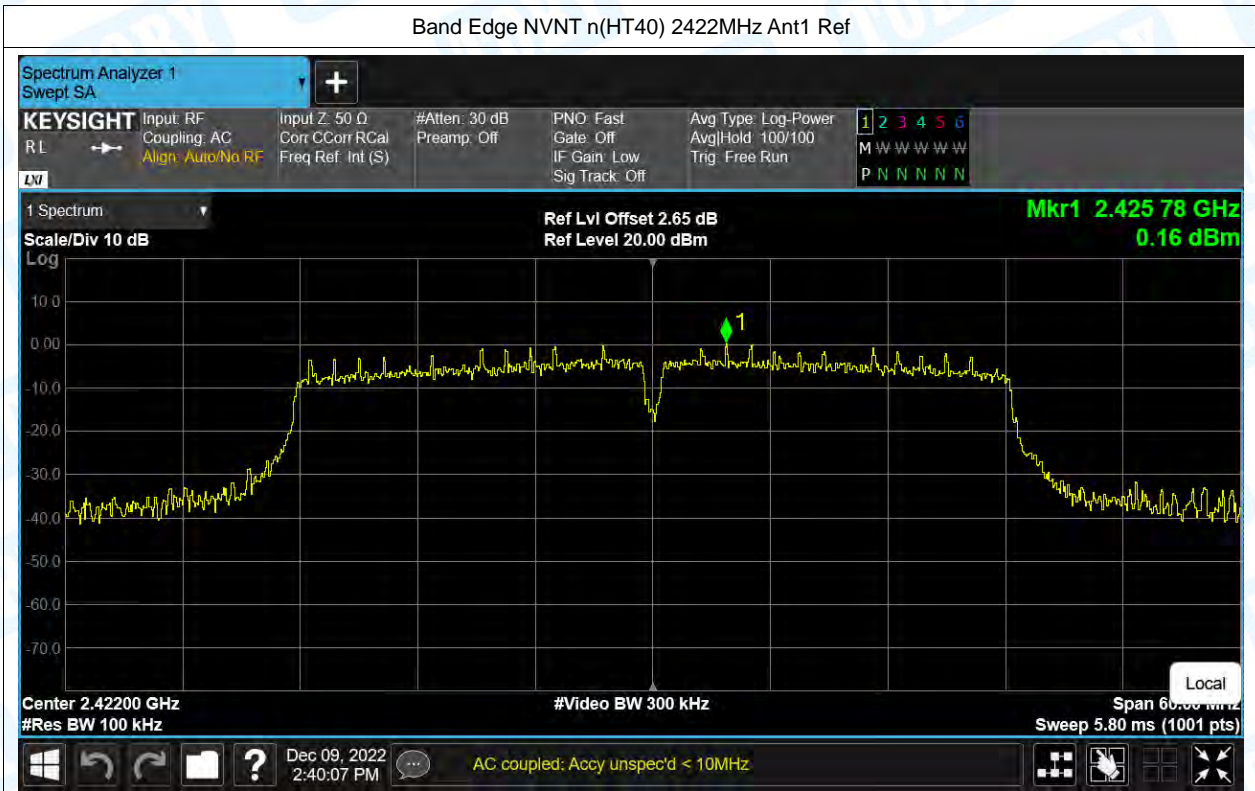 Band Edge NVNT n(HT40) 2422MHz Ant1 Ref
Spectrum Analyzer 1
Swept SA
+
KEYSIGHT
RL
LXI
Input: RF
Coupling: AC
Align: Auto/No RF
Input Z: 50 Ω
Corr CCorr RCal
Freq Ref: Int (S)
#Atten: 30 dB
Preamp: Off
PNO: Fast
Gate: Off
IF Gain: Low
Sig Track: Off
Avg Type: Log-Power
Avg|Hold: 100/100
Trig: Free Run
1 2 3 4 5 6
M W W W W W W
P N N N N N N
1 Spectrum
Scale/Div 10 dB
Log
Ref Lvl Offset 2.65 dB
Ref Level 20.00 dBm
Mkr1 2.425 78 GHz
0.16 dBm
1
10.0
0.00
-10.0
-20.0
-30.0
-40.0
-50.0
-60.0
-70.0
Local
Center 2.42200 GHz
#Video BW 300 kHz
Span 60.00 MHz
#Res BW 100 kHz
Sweep 5.80 ms (1001 pts)
?
Dec 09, 2022
2:40:07 PM
AC coupled: Accy unspec'd < 10MHz